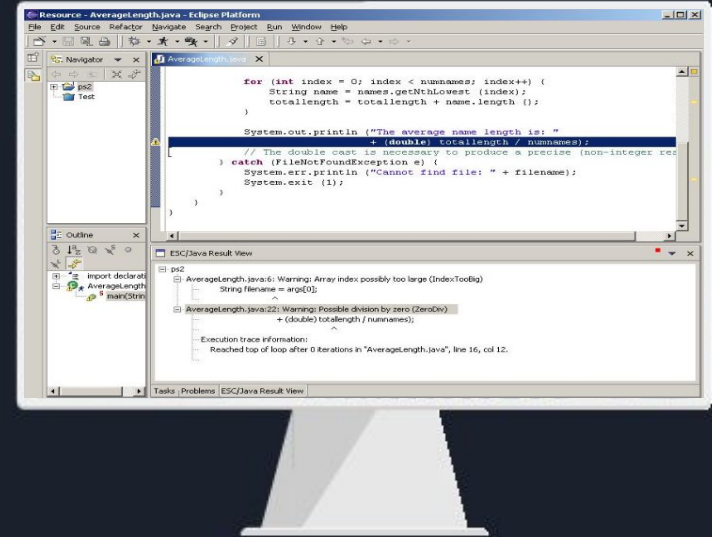 Resource - AverageLength.java - Eclipse Platform
File Edit Source Refactor Navigate Search Project Run Window Help
Navigator
AverageLength.java
ps2
Test
for (int index = 0; index < numnames; index++) {
String name = names.getNthLowest (index);
totallength = totallength + name.length ();
}
System.out.println ("The average name length is: "
+ (double) totallength / numnames);
// The double cast is necessary to produce a precise (non-integer res
} catch (FileNotFoundException e) {
System.err.println ("Cannot find file: " + filename);
System.exit (1);
}
}
}
Outline
import declarati
AverageLength
main(Strin
ESC/Java Result View
ps2
AverageLength.java:6: Warning: Array index possibly too large (IndexTooBig)
String filename = args[0];
^
AverageLength.java:22: Warning: Possible division by zero (ZeroDiv)
+ (double) totallength / numnames);
^
Execution trace information:
Reached top of loop after 0 iterations in "AverageLength.java", line 16, col 12.
Tasks Problems ESC/Java Result View